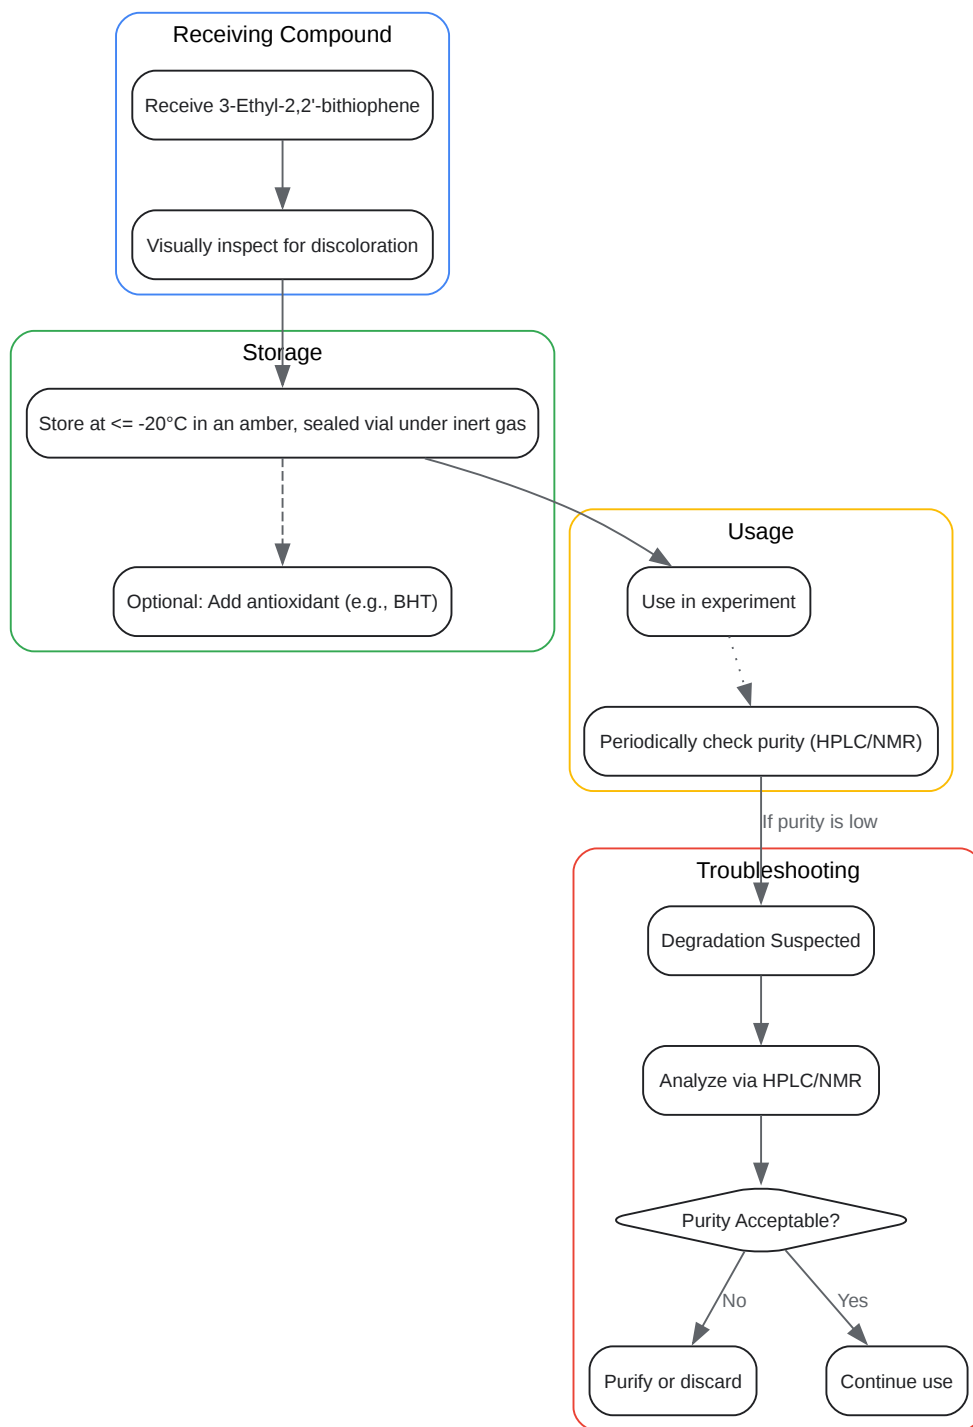 Receiving Compound
Receive 3-Ethyl-2,2'-bithiophene
Visually inspect for discoloration
Storage
Store at <= -20°C in an amber, sealed vial under inert gas
Optional: Add antioxidant (e.g., BHT)
Usage
Use in experiment
Periodically check purity (HPLC/NMR)
If purity is low
Troubleshooting
Degradation Suspected
Analyze via HPLC/NMR
Purity Acceptable?
No
Yes
Purify or discard
Continue use